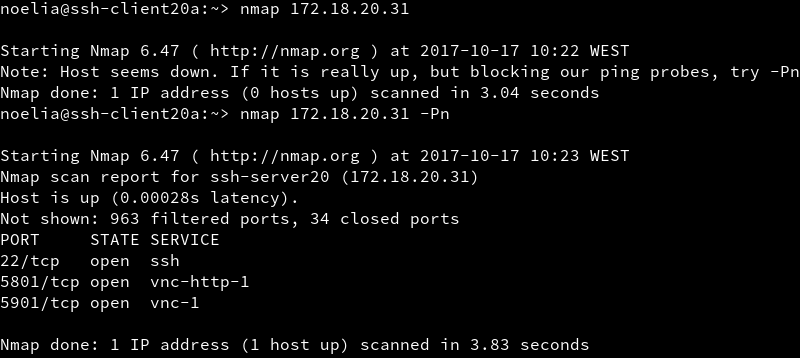 noelia@ssh-client20a:~> nmap 172.18.20.31
Starting Nmap 6.47 ( http://nmap.org ) at 2017-10-17 10:22 WEST
Note: Host seems down. If it is really up, but blocking our ping probes, try -Pn
Nmap done: 1 IP address (0 hosts up) scanned in 3.04 seconds
noelia@ssh-client20a:~> nmap 172.18.20.31 -Pn
Starting Nmap 6.47 ( http://nmap.org ) at 2017-10-17 10:23 WEST
Nmap scan report for ssh-server20 (172.18.20.31)
Host is up (0.00028s latency).
Not shown: 963 filtered ports, 34 closed ports
PORT     STATE SERVICE
22/tcp   open  ssh
5801/tcp open  vnc-http-1
5901/tcp open  vnc-1
Nmap done: 1 IP address (1 host up) scanned in 3.83 seconds